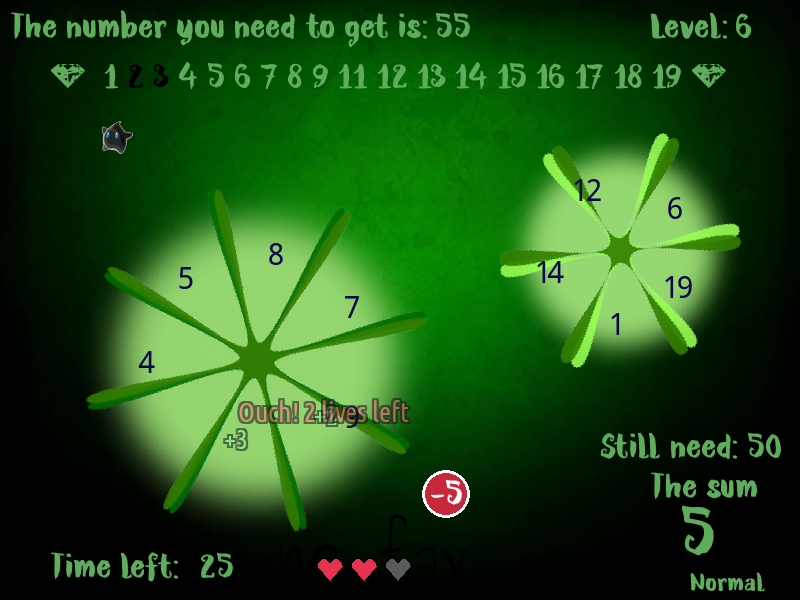 The number you need to get is: 55
Level: 6
1 2 3 4 5 6 7 8 9 11 12 13 14 15 16 17 18 19
12
6
8
5
14
19
7
1
4
Ouch! 2 lives left
9
+3
Still need: 50
-5
The sum
5
Time left: 25
Normal